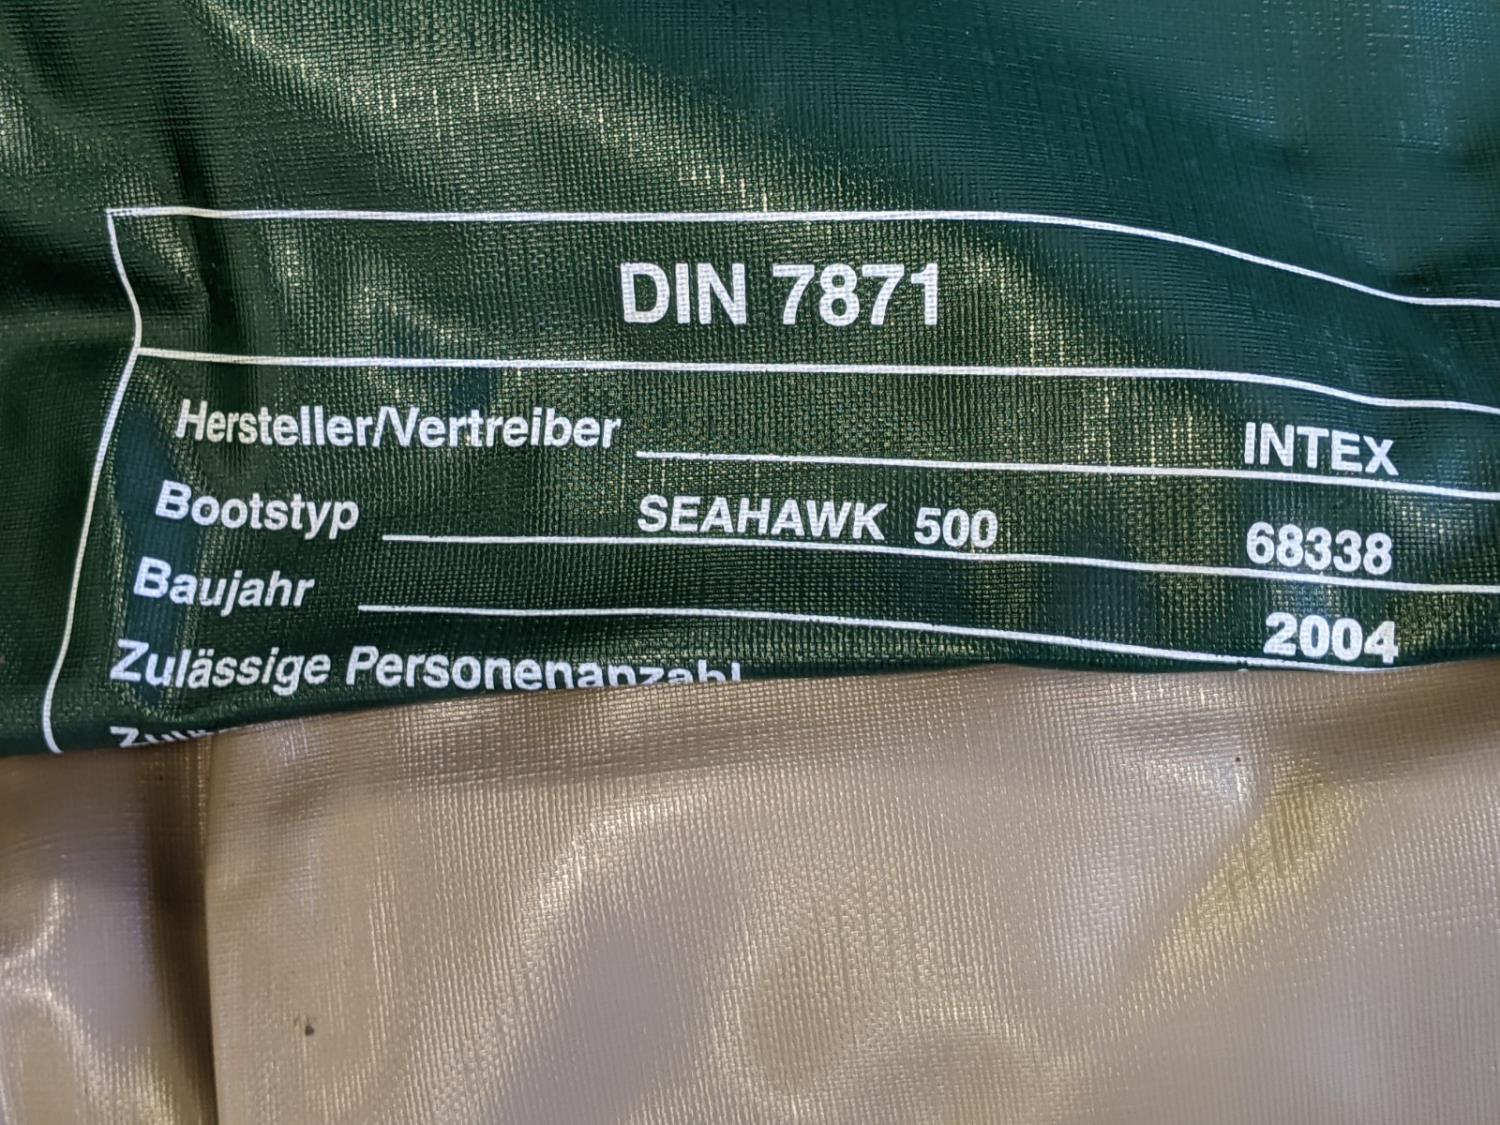 DIN 7871
Hersteller/Vertreiber INTEX
Bootstyp SEAHAWK 500 68338
Baujahr 2004
Zulässige Personenanzahl